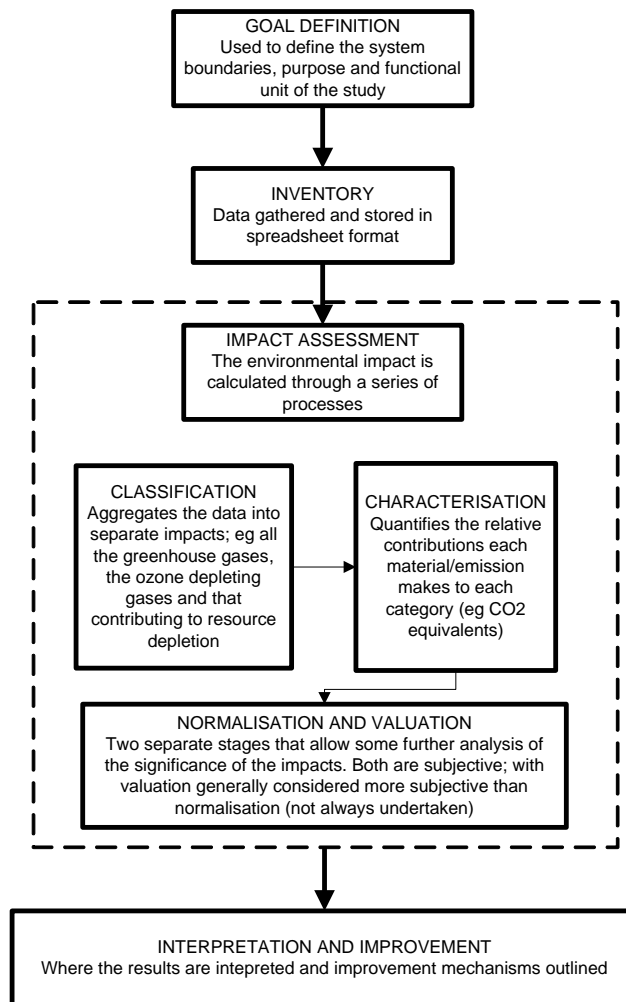 GOAL DEFINITION
Used to define the system
boundaries, purpose and functional
unit of the study
INVENTORY
Data gathered and stored in
spreadsheet format
IMPACT ASSESSMENT
The environmental impact is
calculated through a series of
processes
CLASSIFICATION
Aggregates the data into
separate impacts; eg all
the greenhouse gases,
the ozone depleting
gases and that
contributing to resource
depletion
CHARACTERISATION
Quantifies the relative
contributions each
material/emission
makes to each
category (eg CO2
equivalents)
NORMALISATION AND VALUATION
Two separate stages that allow some further analysis of
the significance of the impacts. Both are subjective; with
valuation generally considered more subjective than
normalisation (not always undertaken)
INTERPRETATION AND IMPROVEMENT
Where the results are intepreted and improvement mechanisms outlined